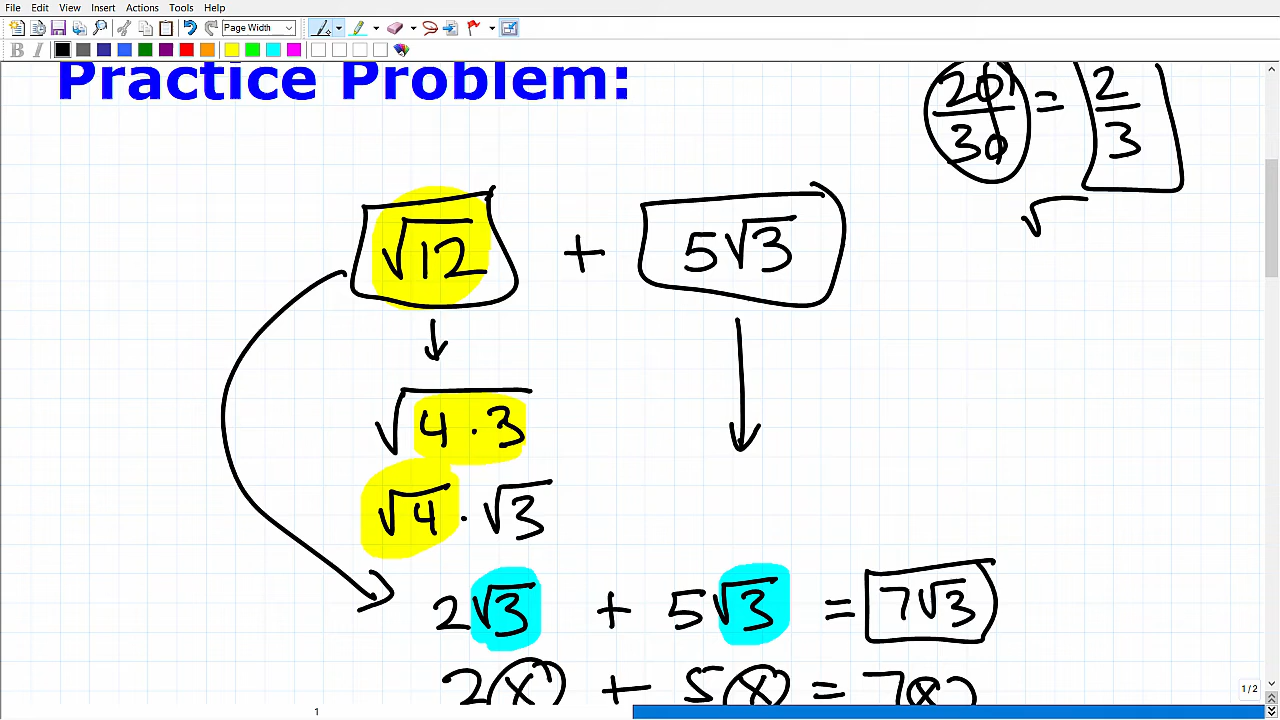 File Edit View Insert Actions Tools Help
Page Width
B I
Practice Problem:
20/30 = 2/3
√
√12 + 5√3
√4 · 3
√4 · √3
2√3 + 5√3 = 7√3
2(x) + 5(x) = 7(x)
1/2
1